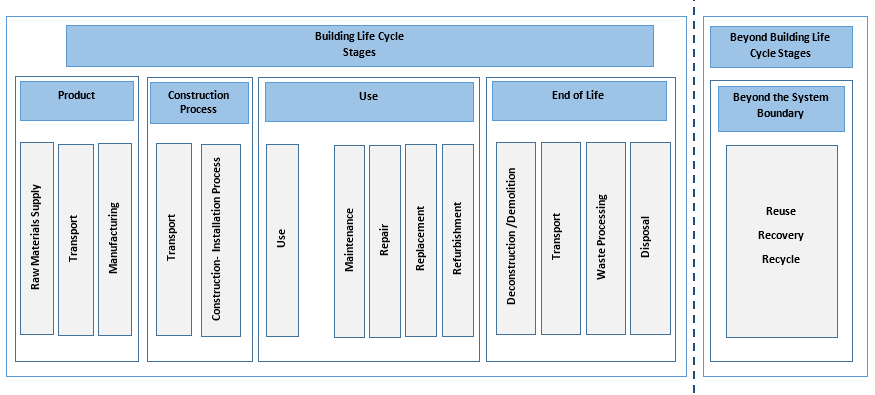 Building Life Cycle
Stages
Beyond Building Life
Cycle Stages
Product
Construction
Process
Use
End of Life
Beyond the System
Boundary
Raw Materials Supply
Transport
Manufacturing
Transport
Construction- Installation Process
Use
Maintenance
Repair
Replacement
Refurbishment
Deconstruction /Demolition
Transport
Waste Processing
Disposal
Reuse
Recovery
Recycle